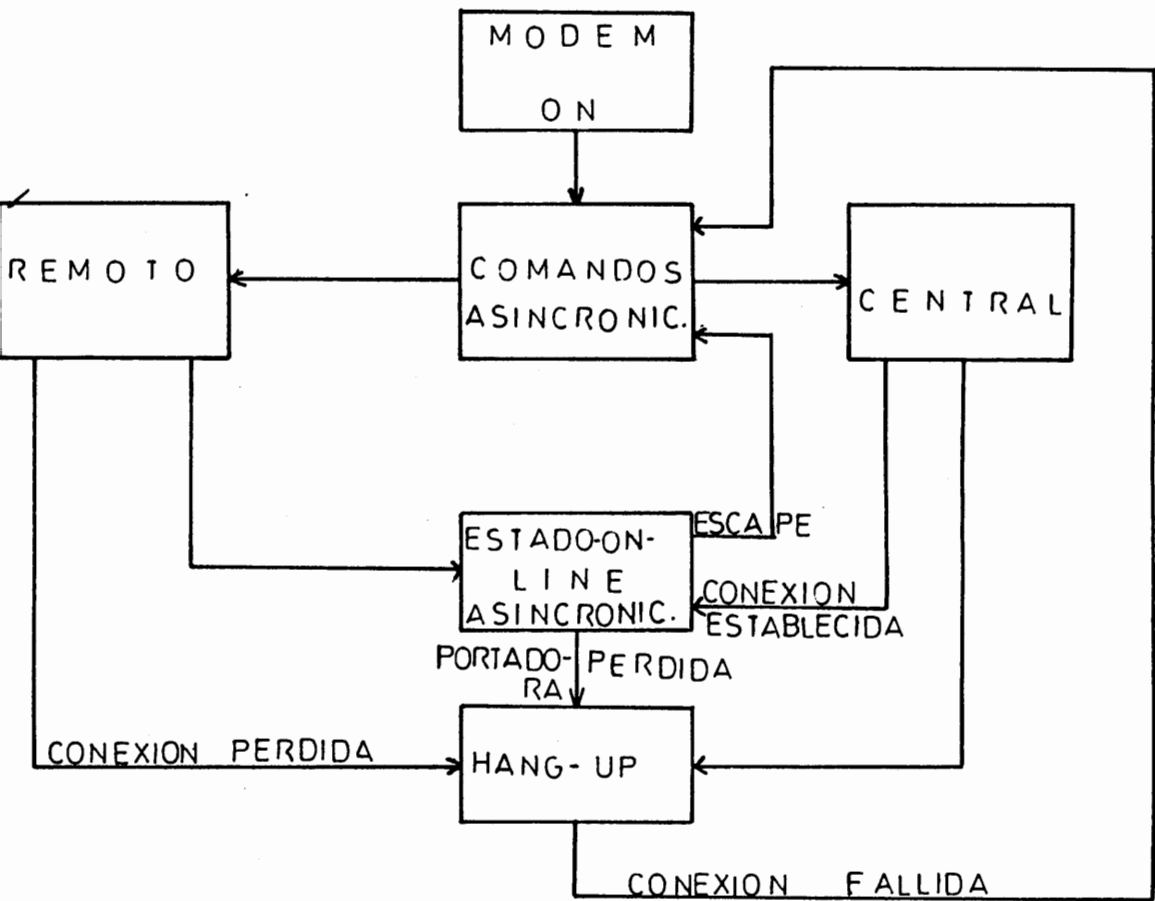 MODEM
ON
REMOTO
COMANDOS
ASINCRONIC.
CENTRAL
ESTADO-ON-
LINE
ASINCRONIC.
ESCAPE
CONEXION
ESTABLECIDA
PORTADO-
RA
PERDIDA
CONEXION PERDIDA
HANG-UP
CONEXION FALLIDA